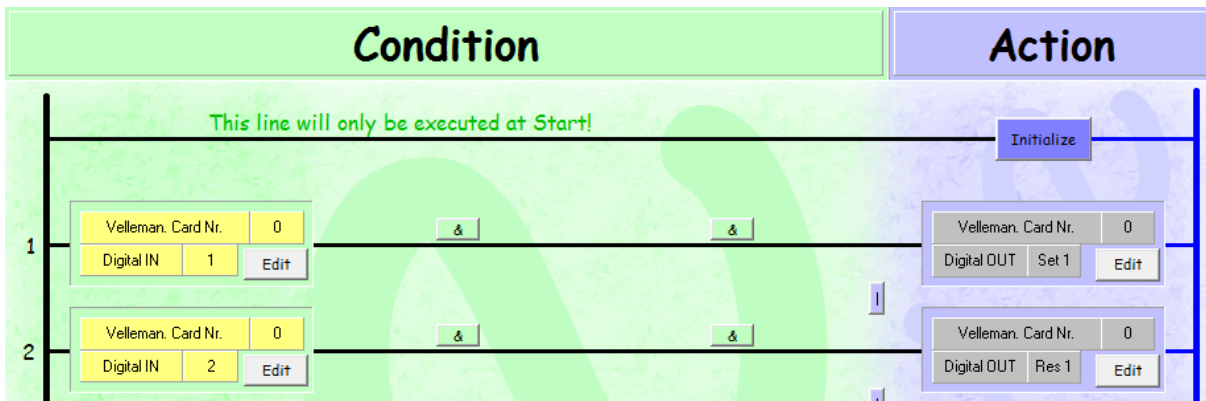 Condition Action
This line will only be executed at Start!
Initialize
Velleman. Card Nr. 0 Velleman. Card Nr. 0
& &
1 Digital IN 1 Edit Digital OUT Set 1 Edit
|
Velleman. Card Nr. 0 Velleman. Card Nr. 0
& &
2 Digital IN 2 Edit Digital OUT Res 1 Edit
|